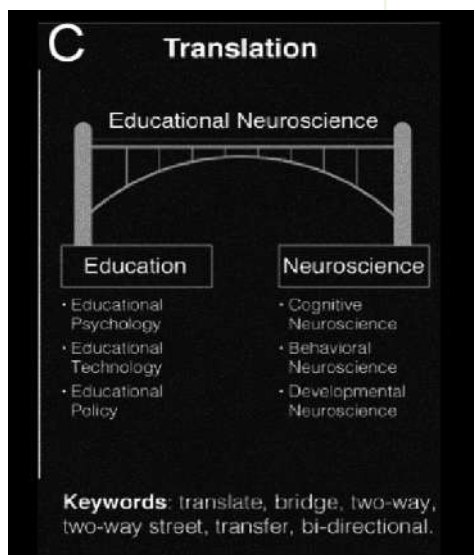 C
Translation
Educational Neuroscience
Education
• Educational
Psychology
• Educational
Technology
• Educational
Policy
Neuroscience
• Cognitive
Neuroscience
• Behavioral
Neuroscience
• Developmental
Neuroscience
Keywords: translate, bridge, two-way,
two-way street, transfer, bi-directional.